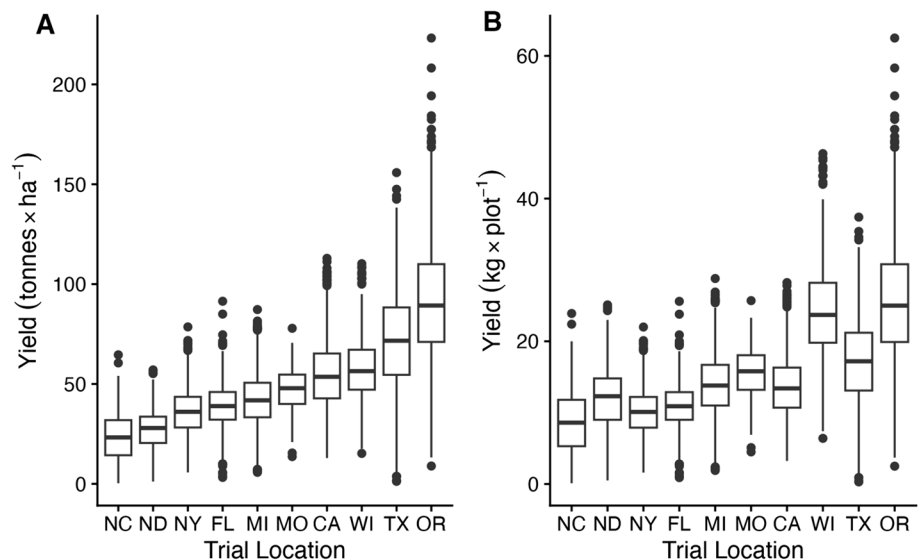 A
Yield (tonnes × ha⁻¹)
200
150
100
50
0
NC ND NY FL MI MO CA WI TX OR
Trial Location
B
Yield (kg × plot⁻¹)
60
40
20
0
NC ND NY FL MI MO CA WI TX OR
Trial Location